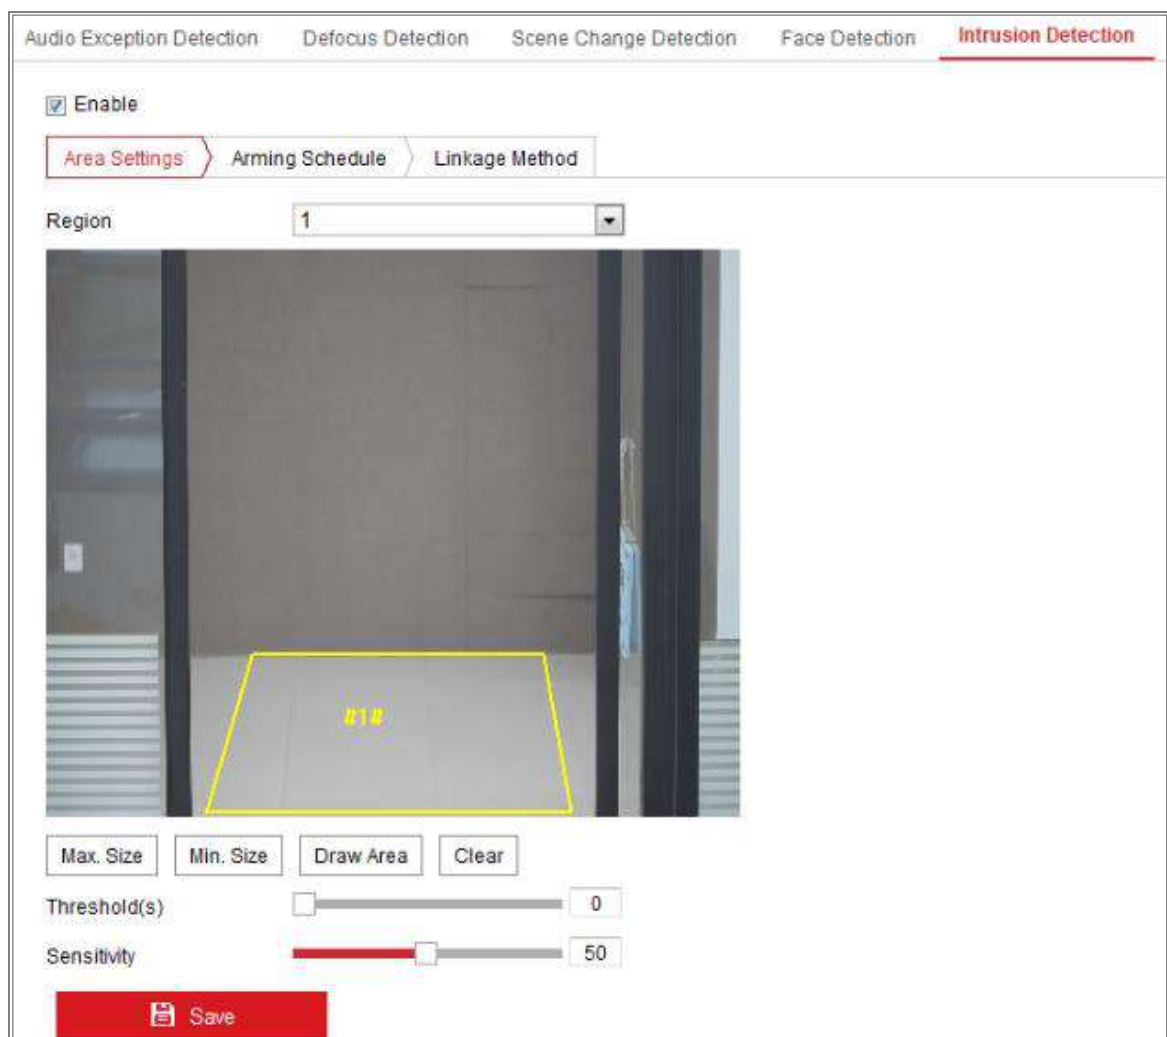 Audio Exception Detection Defocus Detection Scene Change Detection Face Detection Intrusion Detection
Enable
Area Settings Arming Schedule Linkage Method
Region 1
#1#
Max. Size Min. Size Draw Area Clear
Threshold(s) 0
Sensitivity 50
Save